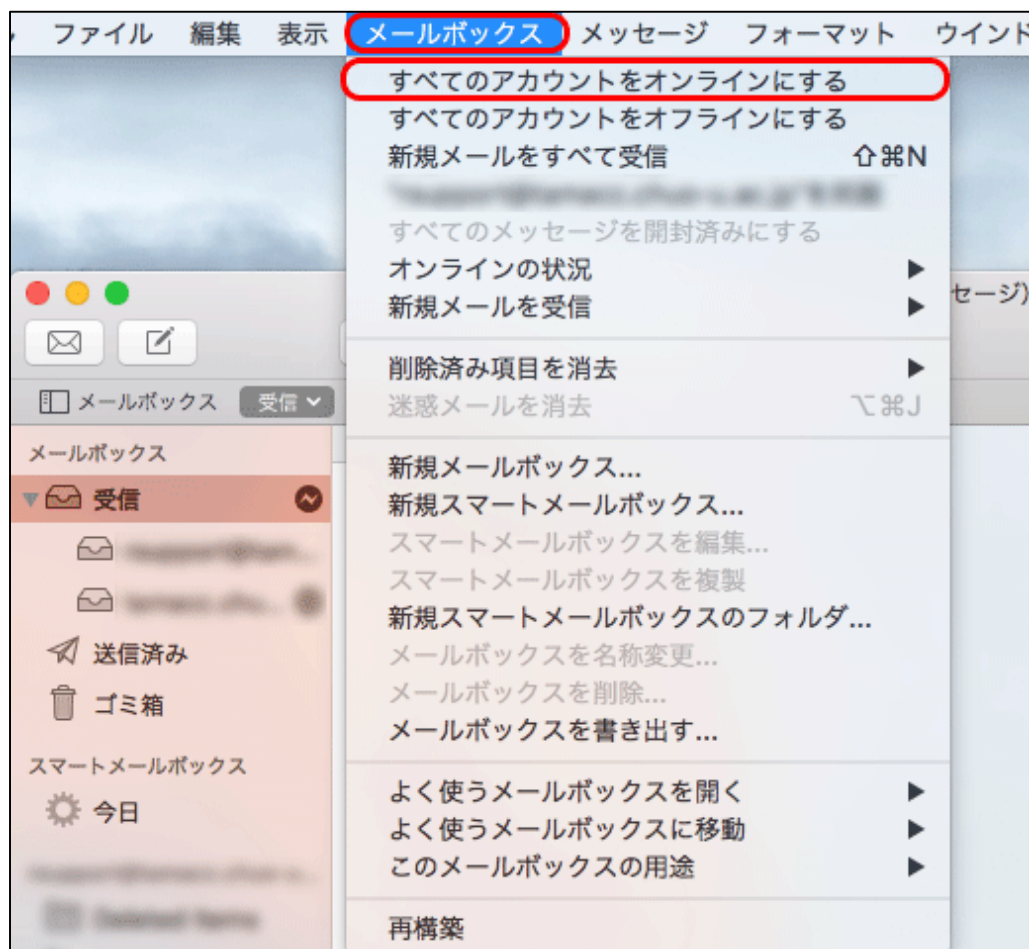 ファイル 編集 表示 メールボックス メッセージ フォーマット ウインド
すべてのアカウントをオンラインにする
すべてのアカウントをオフラインにする
新規メールをすべて受信 ⇧⌘N
すべてのメッセージを開封済みにする
オンラインの状況 ▶
新規メールを受信 ▶
セージ)
削除済み項目を消去 ▶
迷惑メールを消去 ⌥⌘J
新規メールボックス...
新規スマートメールボックス...
スマートメールボックスを編集...
スマートメールボックスを複製
新規スマートメールボックスのフォルダ...
メールボックスを名称変更...
メールボックスを削除...
メールボックスを書き出す...
よく使うメールボックスを開く ▶
よく使うメールボックスに移動 ▶
このメールボックスの用途 ▶
再構築
メールボックス 受信
メールボックス
受信
送信済み
ゴミ箱
スマートメールボックス
今日